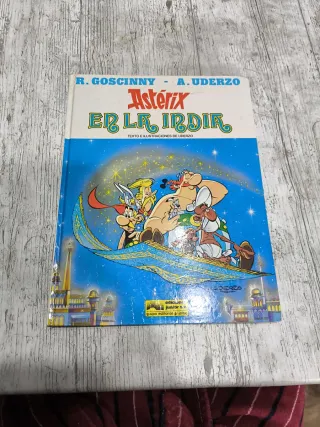 R. GOSCINNY - A. UDERZO
Astérix
EN LA INDIA
TEXTO E ILUSTRACIONES DE UDERZO